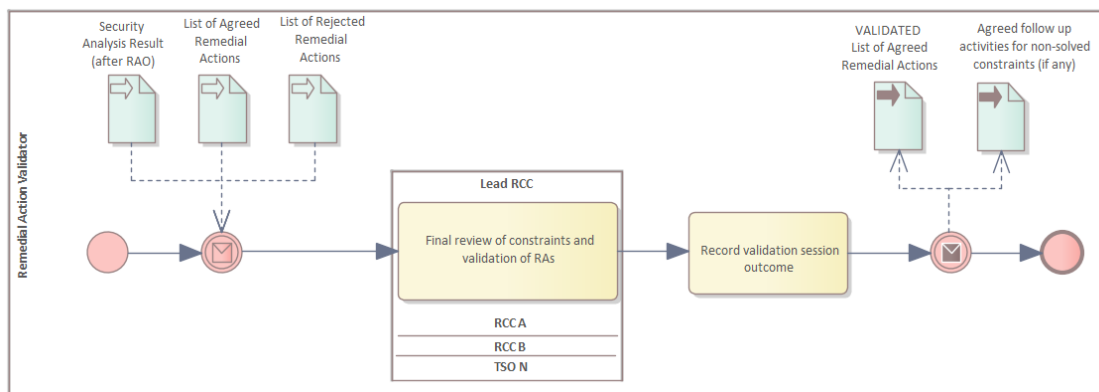 Security
Analysis Result
(after RAO)
List of Agreed
Remedial
Actions
List of Rejected
Remedial
Actions
VALIDATED
List of Agreed
Remedial Actions
Agreed follow up
activities for non-solved
constraints (if any)
Remedial Action Validator
Lead RCC
Final review of constraints and
validation of RAs
Record validation session
outcome
RCC A
RCC B
TSO N